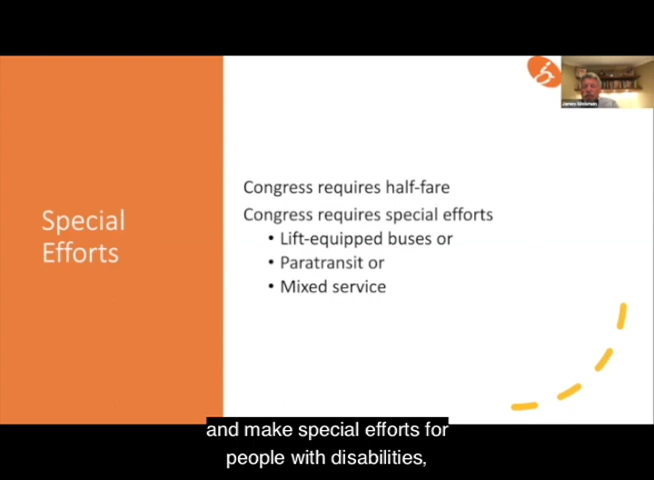 Special
Efforts
Congress requires half-fare
Congress requires special efforts
• Lift-equipped buses or
• Paratransit or
• Mixed service
and make special efforts for
people with disabilities,